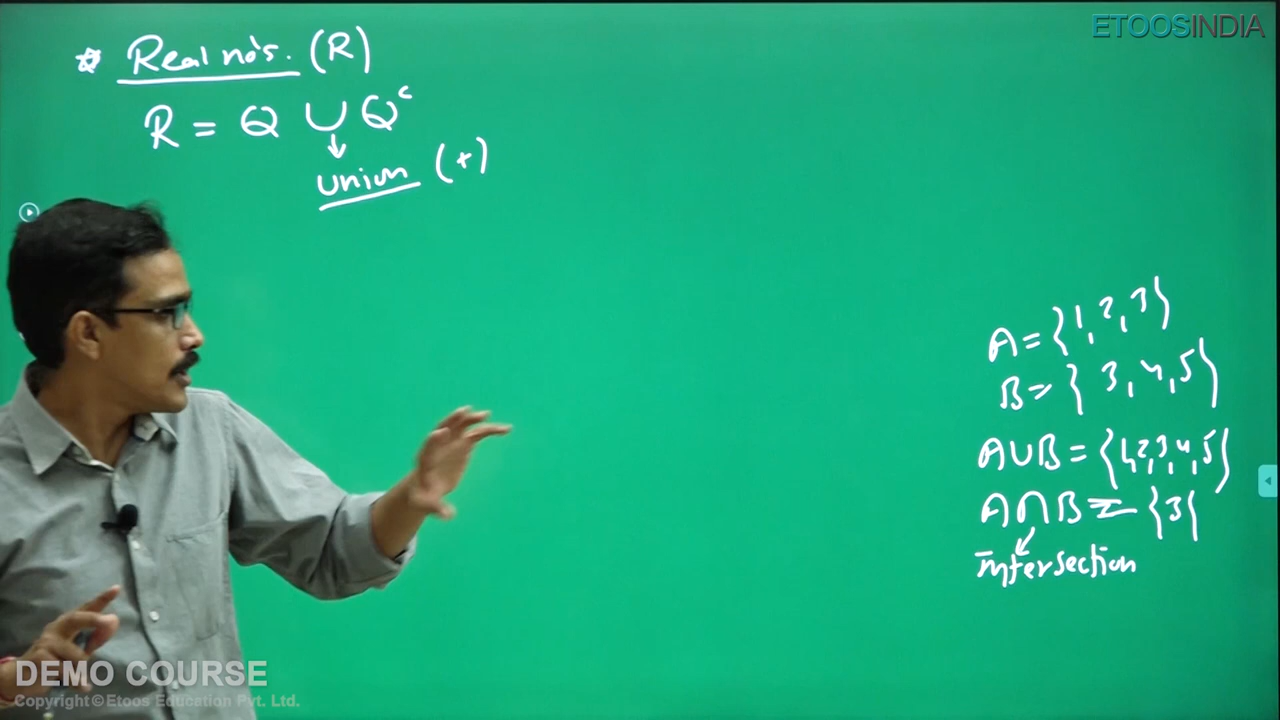 ETOOSINDIA
* Real no's. (R)
R = Q ∪ Qᶜ
union (+)
A = {1, 2, 3}
B = {3, 4, 5}
A∪B = {1, 2, 3, 4, 5}
A∩B = {3}
intersection
DEMO COURSE
Copyright © Etoos Education Pvt. Ltd.